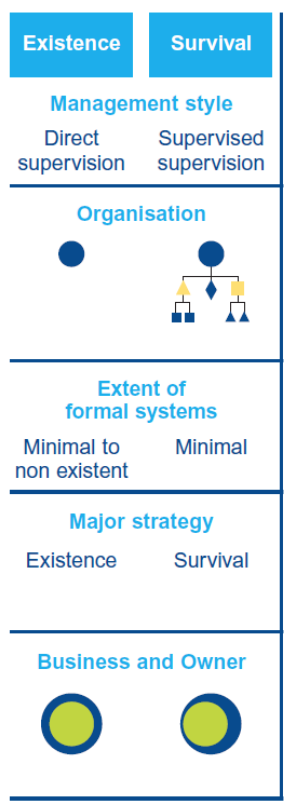 Existence Survival
Management style
Direct Supervised
supervision supervision
Organisation
Extent of
formal systems
Minimal to Minimal
non existent
Major strategy
Existence Survival
Business and Owner